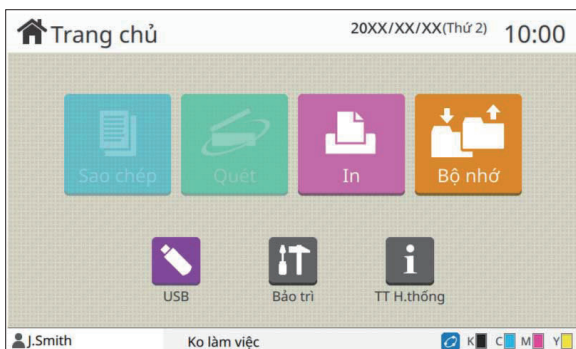 Trang chủ
20XX/XX/XX(Thứ 2) 10:00
Sao chép
Quét
In
Bộ nhớ
USB
Bảo trì
TT H.thống
J.Smith
Ko làm việc
K C M Y